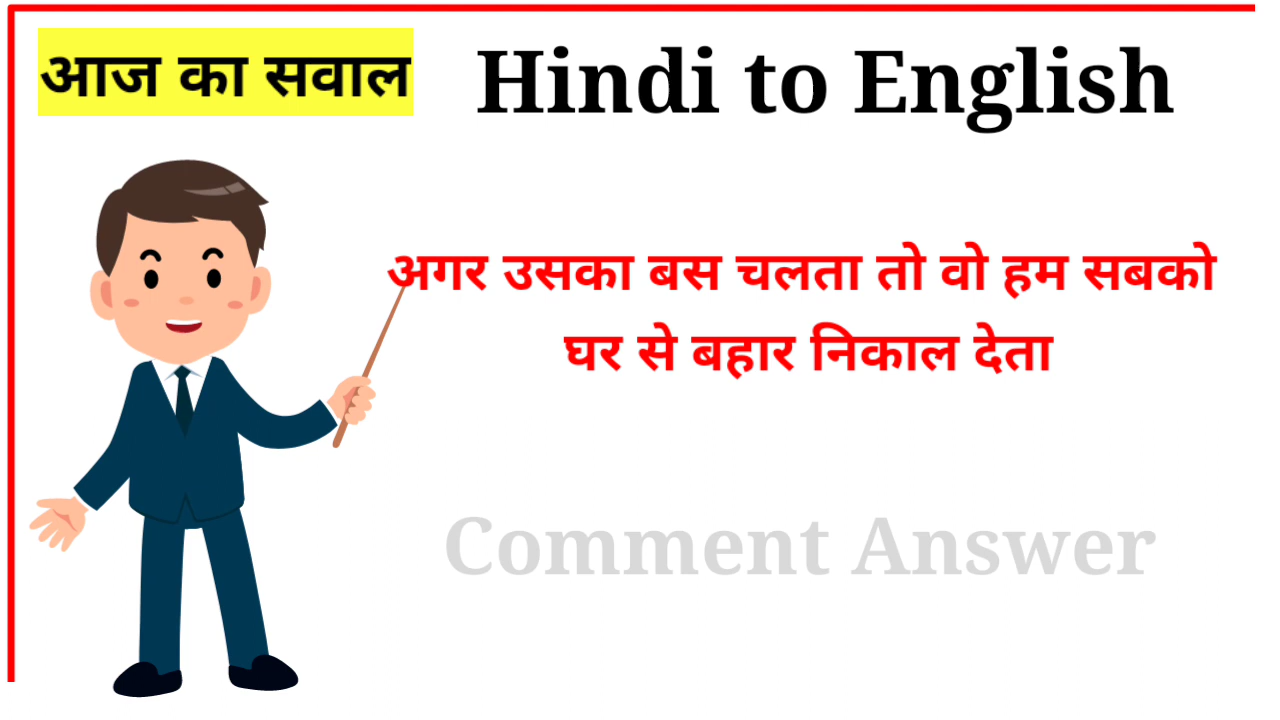 आज का सवाल
Hindi to English
अगर उसका बस चलता तो वो हम सबको
घर से बहार निकाल देता
Comment Answer